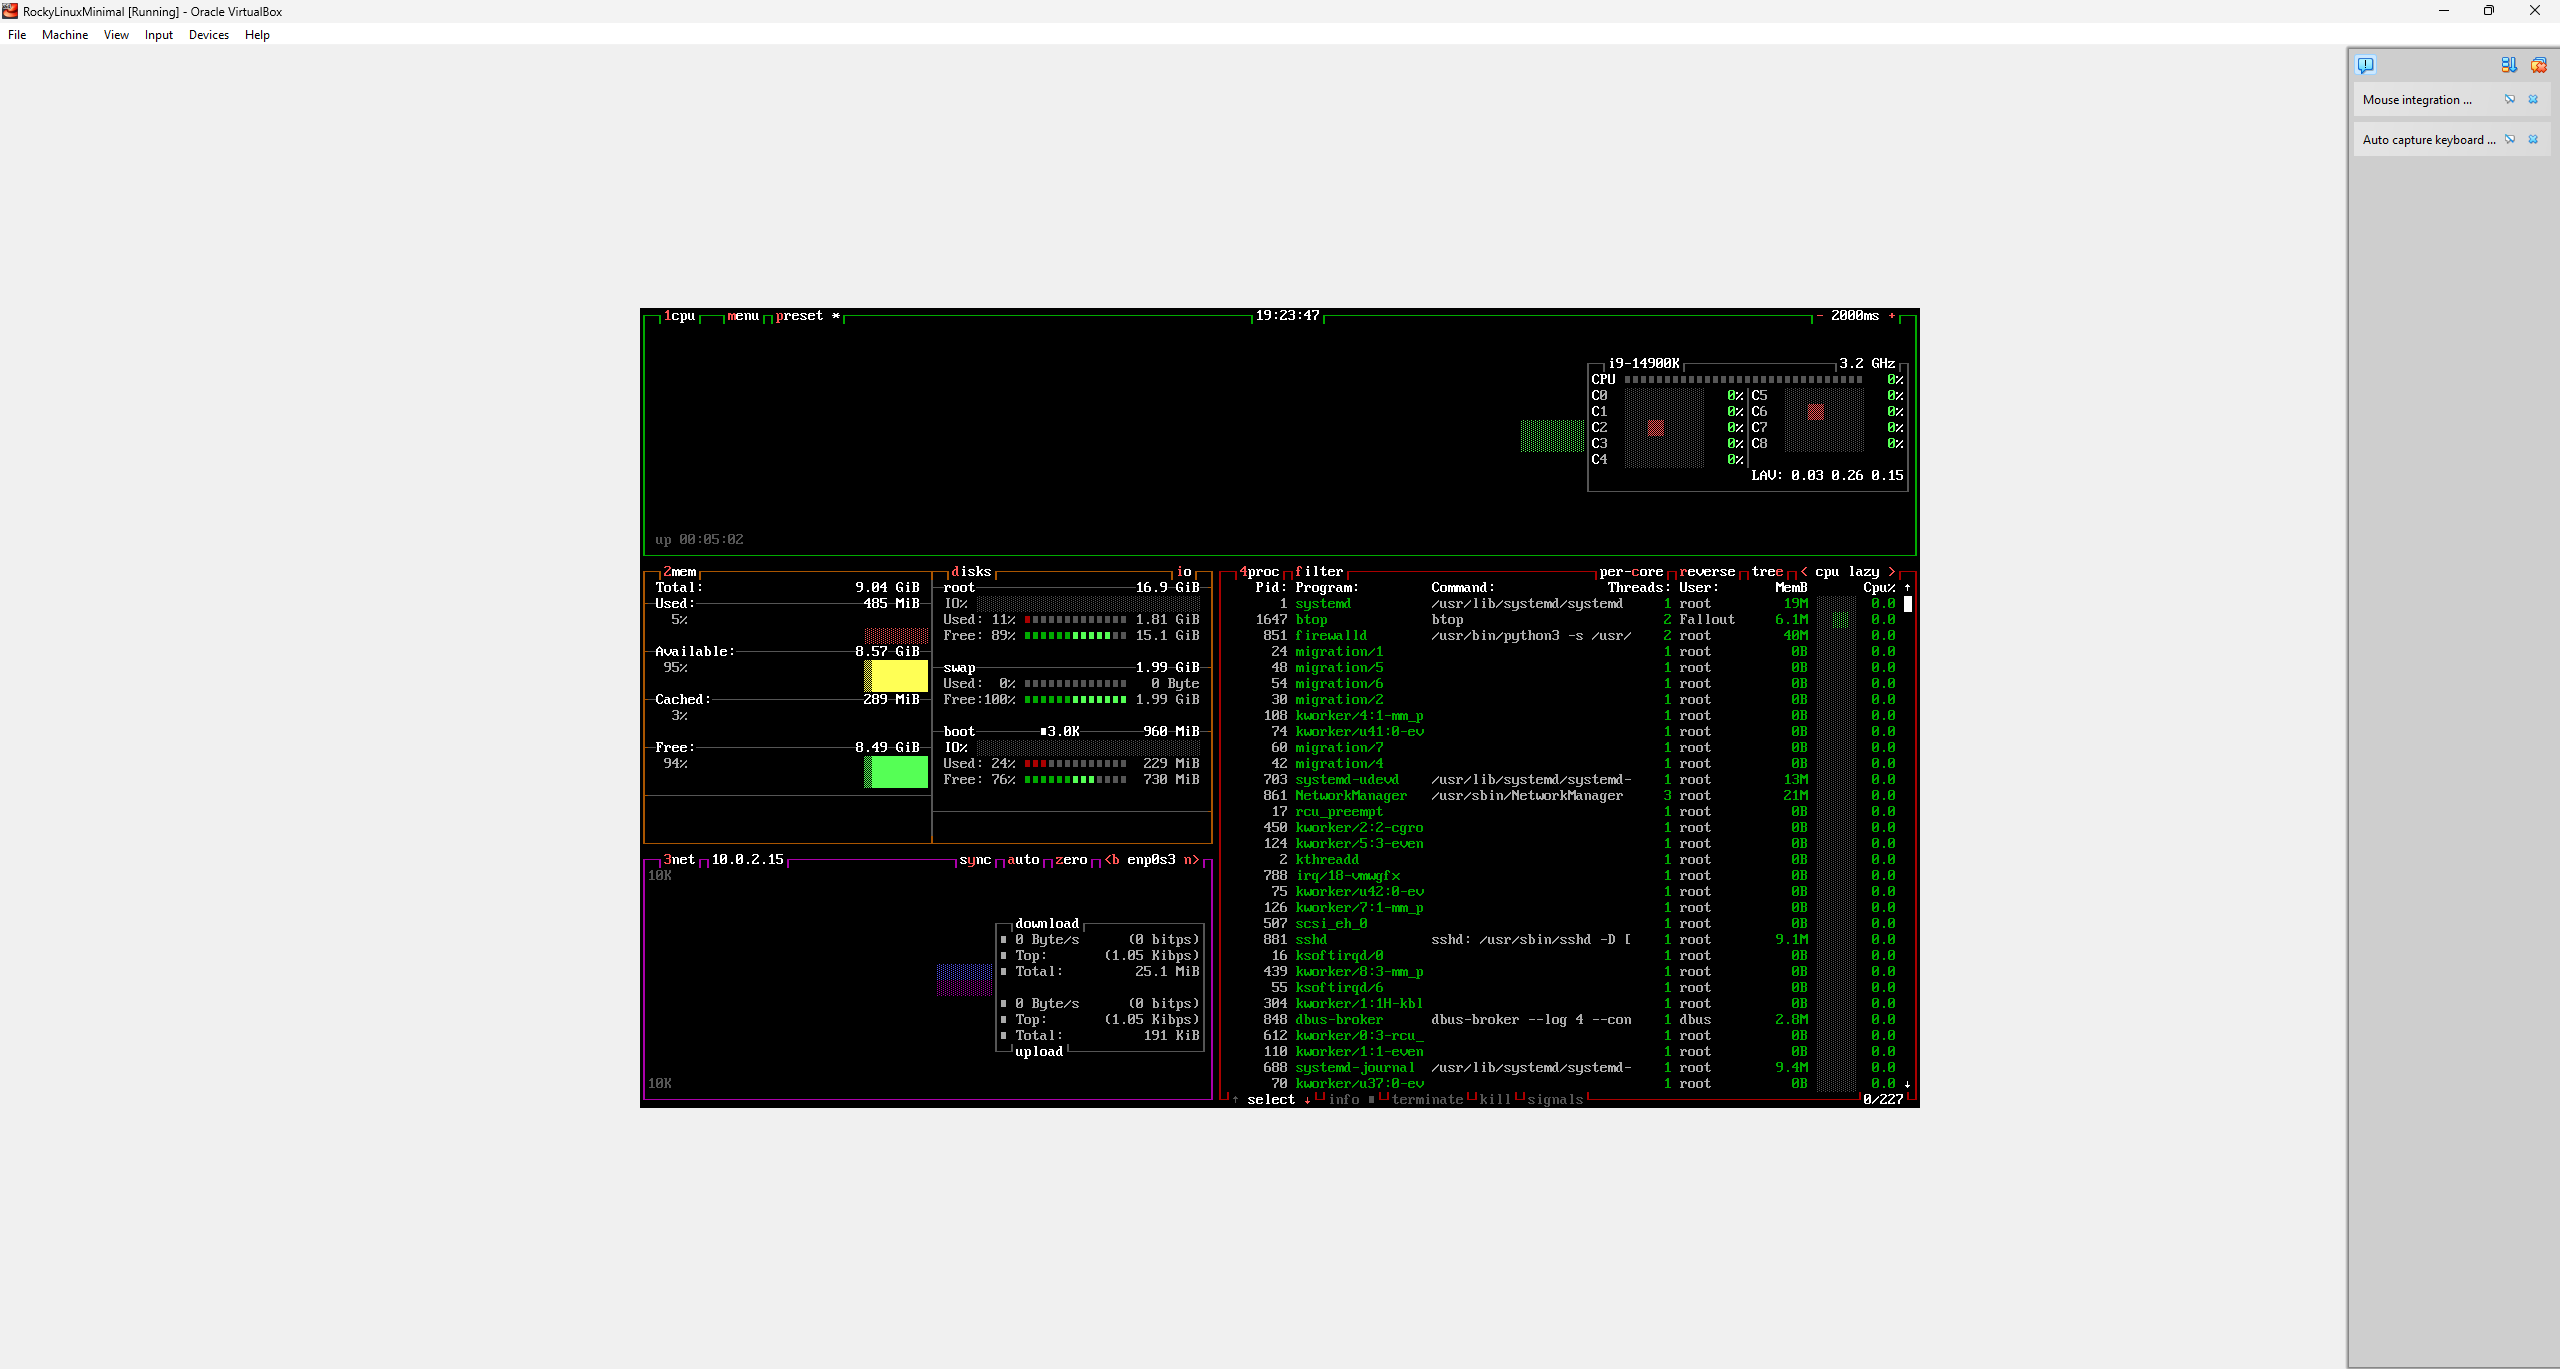 RockyLinuxMinimal [Running] - Oracle VirtualBox
File Machine View Input Devices Help
Mouse integration ...
Auto capture keyboard ...
1cpu menu preset * 19:23:47 - 2000ms +
i9-14900K 3.2 GHz
CPU 0%
C0 0% C5 0%
C1 0% C6 0%
C2 0% C7 0%
C3 0% C8 0%
C4 0%
LAV: 0.03 0.26 0.15
up 00:05:02
2mem
Total: 9.04 GiB
Used: 485 MiB
5%
Available: 8.57 GiB
95%
Cached: 289 MiB
3%
Free: 8.49 GiB
94%
disks io
root 16.9 GiB
IO%
Used: 11% 1.81 GiB
Free: 89% 15.1 GiB
swap 1.99 GiB
Used: 0% 0 Byte
Free:100% 1.99 GiB
boot ▪3.0K 960 MiB
IO%
Used: 24% 229 MiB
Free: 76% 730 MiB
3net 10.0.2.15 sync auto zero <b enp0s3 n>
10K
download
0 Byte/s (0 bitps)
Top: (1.05 Kibps)
Total: 25.1 MiB
0 Byte/s (0 bitps)
Top: (1.05 Kibps)
Total: 191 KiB
upload
10K
4proc filter per-core reverse tree < cpu lazy >
Pid: Program: Command: Threads: User: MemB Cpu% ↑
1 systemd /usr/lib/systemd/systemd 1 root 19M 0.0
1647 btop btop 2 Fallout 6.1M 0.0
851 firewalld /usr/bin/python3 -s /usr/ 2 root 40M 0.0
24 migration/1 1 root 0B 0.0
48 migration/5 1 root 0B 0.0
54 migration/6 1 root 0B 0.0
30 migration/2 1 root 0B 0.0
108 kworker/4:1-mm_p 1 root 0B 0.0
74 kworker/u41:0-ev 1 root 0B 0.0
60 migration/7 1 root 0B 0.0
42 migration/4 1 root 0B 0.0
703 systemd-udevd /usr/lib/systemd/systemd- 1 root 13M 0.0
861 NetworkManager /usr/sbin/NetworkManager 3 root 21M 0.0
17 rcu_preempt 1 root 0B 0.0
450 kworker/2:2-cgro 1 root 0B 0.0
124 kworker/5:3-even 1 root 0B 0.0
2 kthreadd 1 root 0B 0.0
788 irq/18-vmwgfx 1 root 0B 0.0
75 kworker/u42:0-ev 1 root 0B 0.0
126 kworker/7:1-mm_p 1 root 0B 0.0
507 scsi_eh_0 1 root 0B 0.0
881 sshd sshd: /usr/sbin/sshd -D [ 1 root 9.1M 0.0
16 ksoftirqd/0 1 root 0B 0.0
439 kworker/8:3-mm_p 1 root 0B 0.0
55 ksoftirqd/6 1 root 0B 0.0
304 kworker/1:1H-kbl 1 root 0B 0.0
848 dbus-broker dbus-broker --log 4 --con 1 dbus 2.8M 0.0
612 kworker/0:3-rcu_ 1 root 0B 0.0
110 kworker/1:1-even 1 root 0B 0.0
688 systemd-journal /usr/lib/systemd/systemd- 1 root 9.4M 0.0
70 kworker/u37:0-ev 1 root 0B 0.0 ↓
↑ select ↓ info ▪ terminate kill signals 0/227